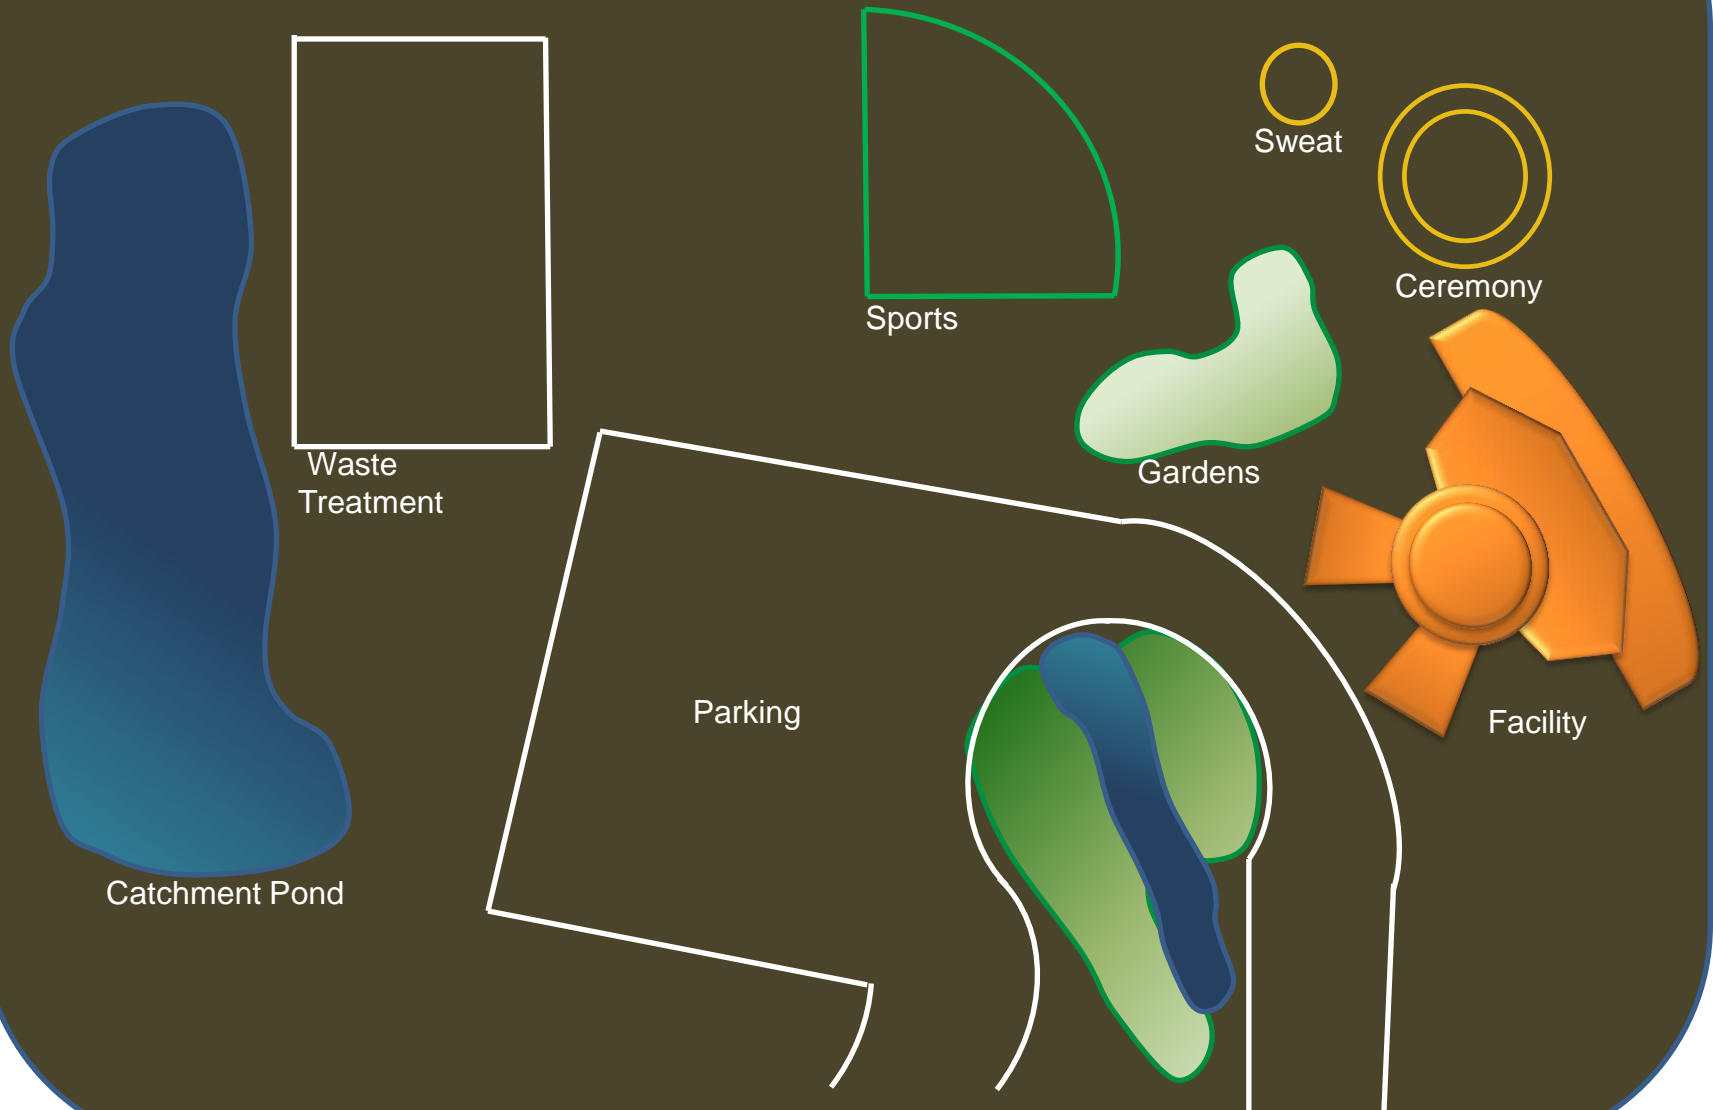 Sweat
Ceremony
Sports
Waste
Treatment
Gardens
Parking
Facility
Catchment Pond